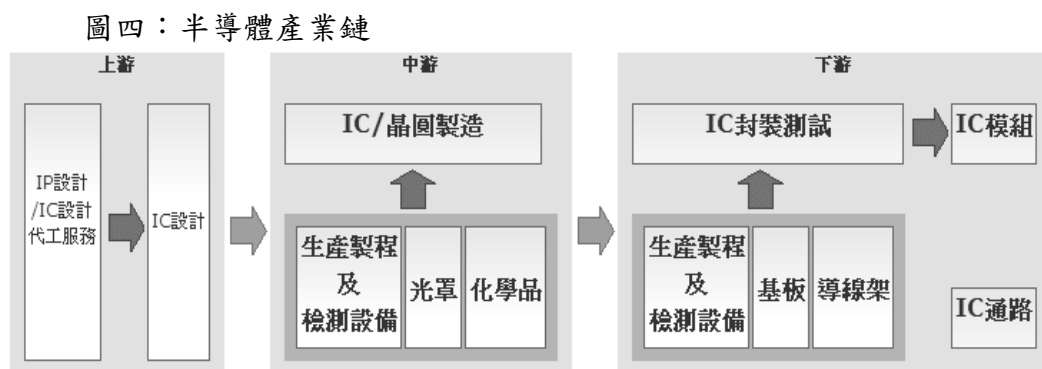 圖四：半導體產業鏈
上游
IP設計
/IC設計
代工服務
IC設計
中游
IC/晶圓製造
生產製程
及
檢測設備
光罩
化學品
下游
IC封裝測試
IC模組
生產製程
及
檢測設備
基板
導線架
IC通路